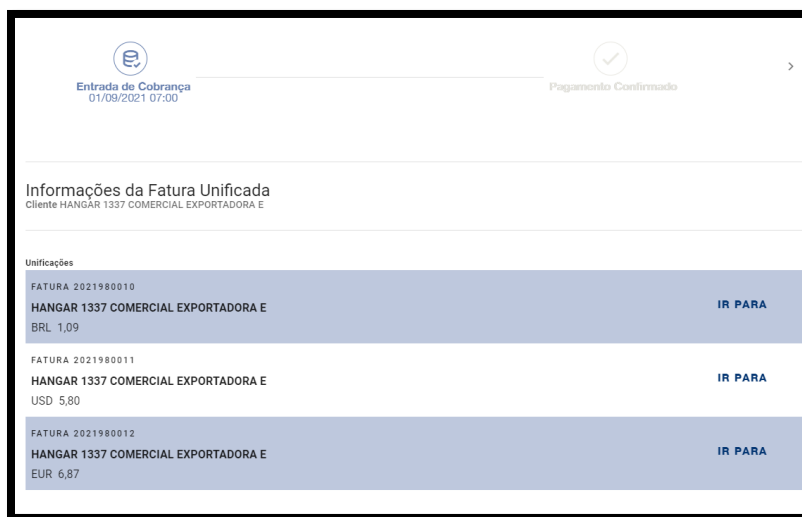 Entrada de Cobrança
01/09/2021 07:00
Pagamento Confirmado
Informações da Fatura Unificada
Cliente HANGAR 1337 COMERCIAL EXPORTADORA E
Unificações
FATURA 2021980010
HANGAR 1337 COMERCIAL EXPORTADORA E
BRL 1,09
IR PARA
FATURA 2021980011
HANGAR 1337 COMERCIAL EXPORTADORA E
USD 5,80
IR PARA
FATURA 2021980012
HANGAR 1337 COMERCIAL EXPORTADORA E
EUR 6,87
IR PARA